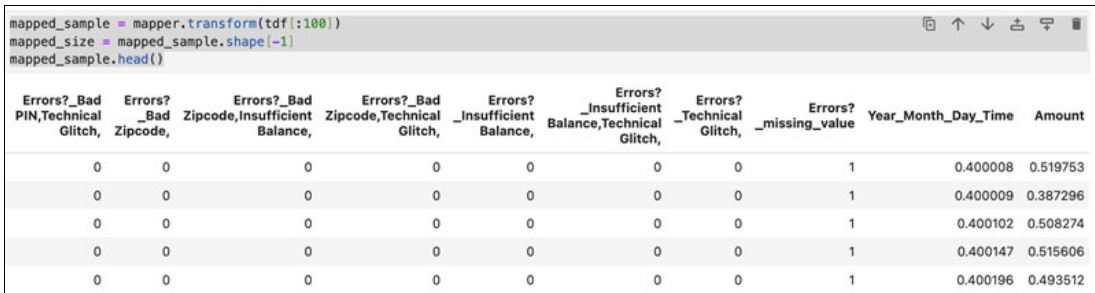 mapped_sample = mapper.transform(tdf[:100])
mapped_size = mapped_sample.shape[-1]
mapped_sample.head()
Errors?_Bad PIN,Technical Glitch, Errors?_Bad Zipcode, Errors?_Bad Zipcode,Insufficient Balance, Errors?_Bad Zipcode,Technical Glitch, Errors?_Insufficient Balance, Errors?_Insufficient Balance,Technical Glitch, Errors?_Technical Glitch, Errors?_missing_value Year_Month_Day_Time Amount
0 0 0 0 0 0 0 1 0.400008 0.519753
0 0 0 0 0 0 0 1 0.400009 0.387296
0 0 0 0 0 0 0 1 0.400102 0.508274
0 0 0 0 0 0 0 1 0.400147 0.515606
0 0 0 0 0 0 0 1 0.400196 0.493512